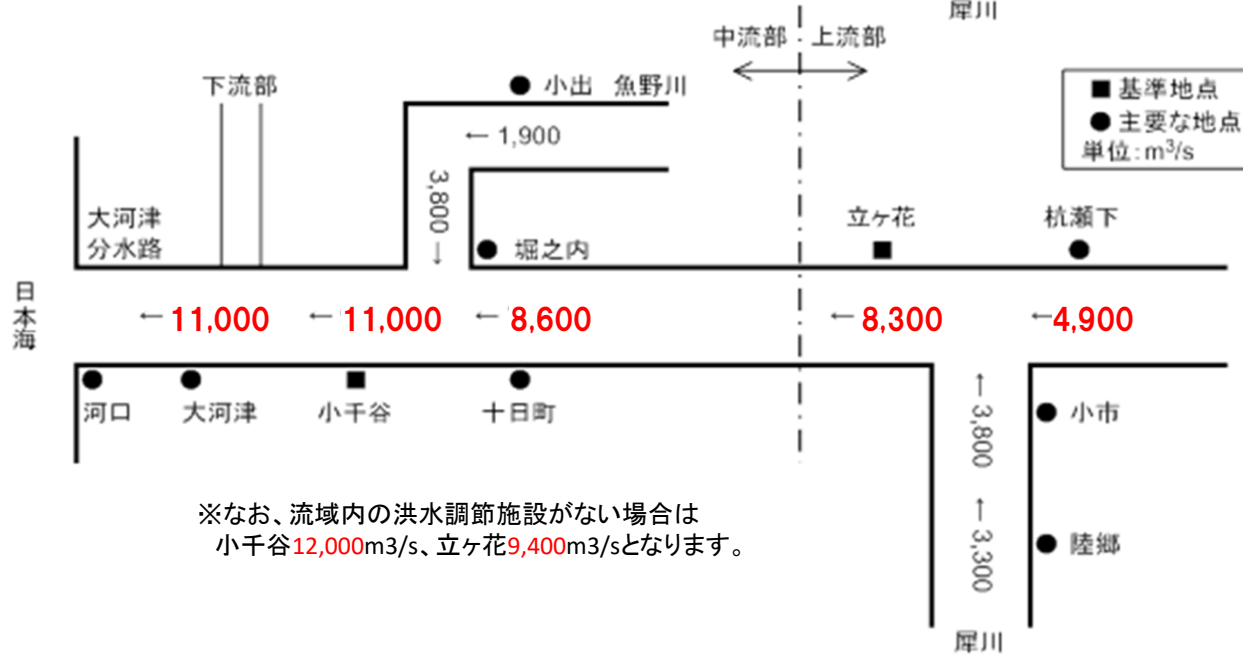 犀川
中流部
上流部
下流部
小出 魚野川
■ 基準地点
● 主要な地点
単位:m³/s
← 1,900
3,800 →
大河津
分水路
堀之内
立ヶ花
杭瀬下
日本海
← 11,000
← 11,000
← 8,600
← 8,300
←4,900
河口
大河津
小千谷
十日町
← 3,800
小市
← 3,300
陸郷
※なお、流域内の洪水調節施設がない場合は
小千谷12,000m3/s、立ヶ花9,400m3/sとなります。
犀川